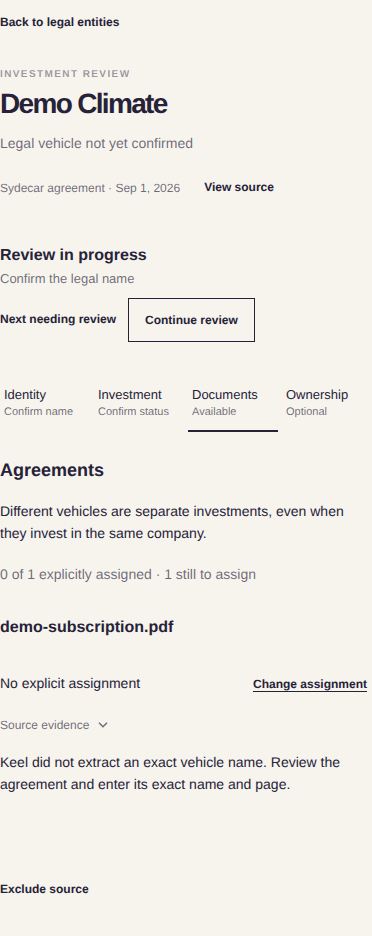 Back to legal entities
INVESTMENT REVIEW
Demo Climate
Legal vehicle not yet confirmed
Sydecar agreement · Sep 1, 2026 View source
Review in progress
Confirm the legal name
Next needing review Continue review
Identity Investment Documents Ownership
Confirm name Confirm status Available Optional
Agreements
Different vehicles are separate investments, even when
they invest in the same company.
0 of 1 explicitly assigned · 1 still to assign
demo-subscription.pdf
No explicit assignment Change assignment
Source evidence
Keel did not extract an exact vehicle name. Review the
agreement and enter its exact name and page.
Exclude source